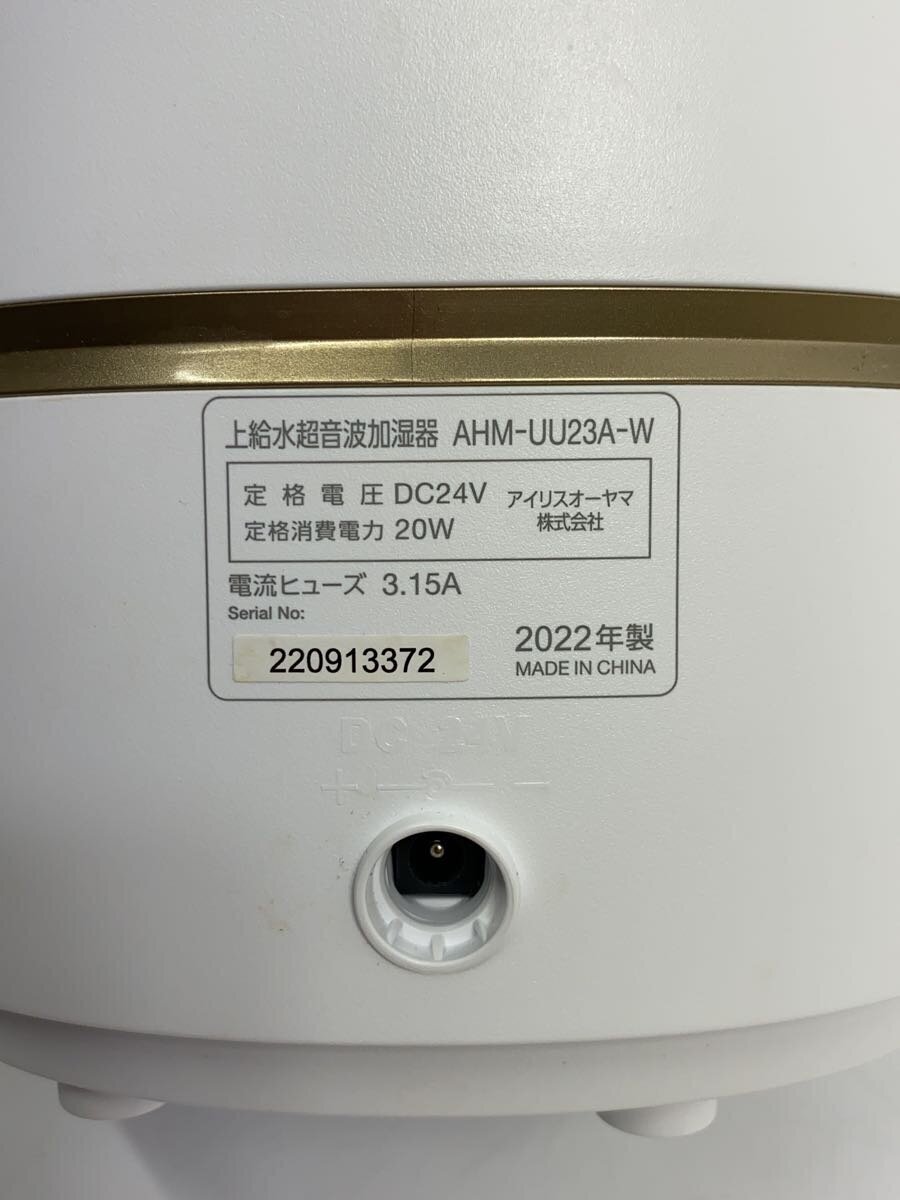 上給水超音波加湿器 AHM-UU23A-W
定格電圧 DC24V
定格消費電力 20W
アイリスオーヤマ
株式会社
電流ヒューズ 3.15A
Serial No:
220913372
2022年製
MADE IN CHINA
DC 24V
+ -